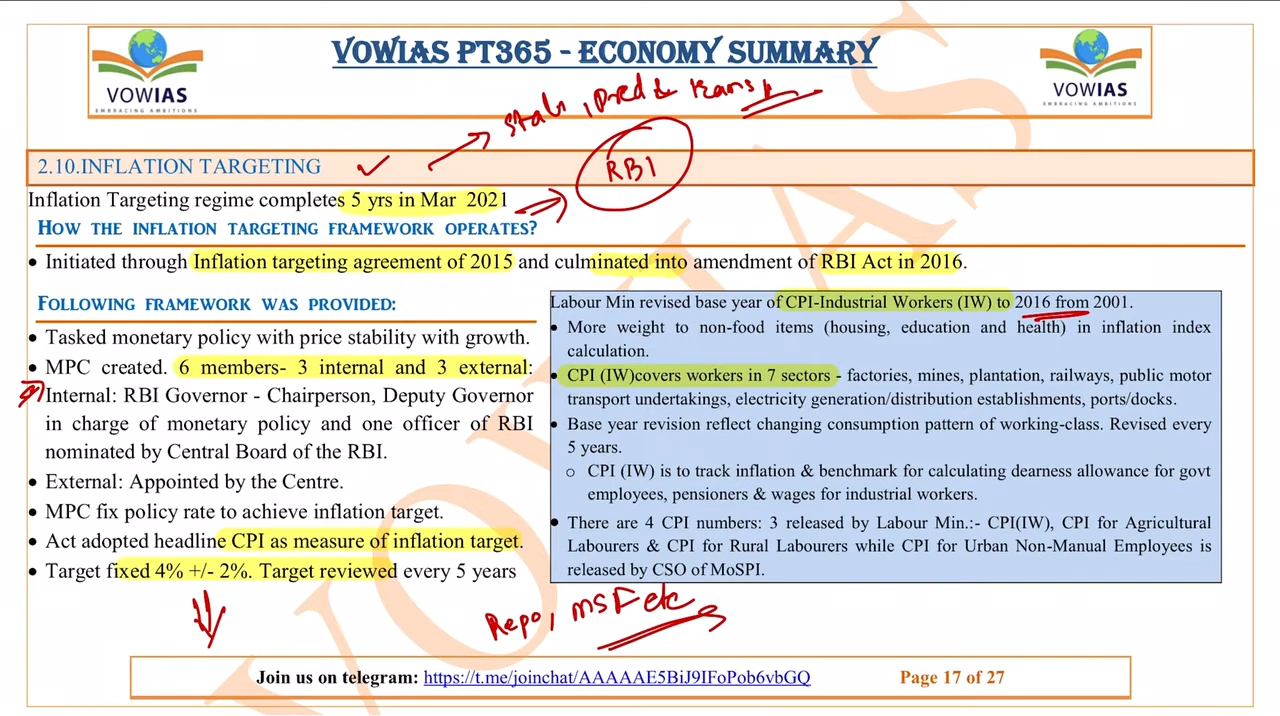 VOWIAS
EMBRACING AMBITIONS
VOWIAS PT365 - ECONOMY SUMMARY
VOWIAS
EMBRACING AMBITIONS
RBI
2.10.INFLATION TARGETING
Inflation Targeting regime completes 5 yrs in Mar 2021
HOW THE INFLATION TARGETING FRAMEWORK OPERATES?
• Initiated through Inflation targeting agreement of 2015 and culminated into amendment of RBI Act in 2016.
FOLLOWING FRAMEWORK WAS PROVIDED:
• Tasked monetary policy with price stability with growth.
• MPC created. 6 members- 3 internal and 3 external:
• Internal: RBI Governor - Chairperson, Deputy Governor
in charge of monetary policy and one officer of RBI
nominated by Central Board of the RBI.
• External: Appointed by the Centre.
• MPC fix policy rate to achieve inflation target.
• Act adopted headline CPI as measure of inflation target.
• Target fixed 4% +/- 2%. Target reviewed every 5 years
Labour Min revised base year of CPI-Industrial Workers (IW) to 2016 from 2001.
• More weight to non-food items (housing, education and health) in inflation index
calculation.
• CPI (IW)covers workers in 7 sectors - factories, mines, plantation, railways, public motor
transport undertakings, electricity generation/distribution establishments, ports/docks.
• Base year revision reflect changing consumption pattern of working-class. Revised every
5 years.
o CPI (IW) is to track inflation & benchmark for calculating dearness allowance for govt
employees, pensioners & wages for industrial workers.
• There are 4 CPI numbers: 3 released by Labour Min.:- CPI(IW), CPI for Agricultural
Labourers & CPI for Rural Labourers while CPI for Urban Non-Manual Employees is
released by CSO of MoSPI.
Repo, MSF etc
Join us on telegram: https://t.me/joinchat/AAAAAE5BiJ9IFoPob6vbGQ
Page 17 of 27
VOWIAS